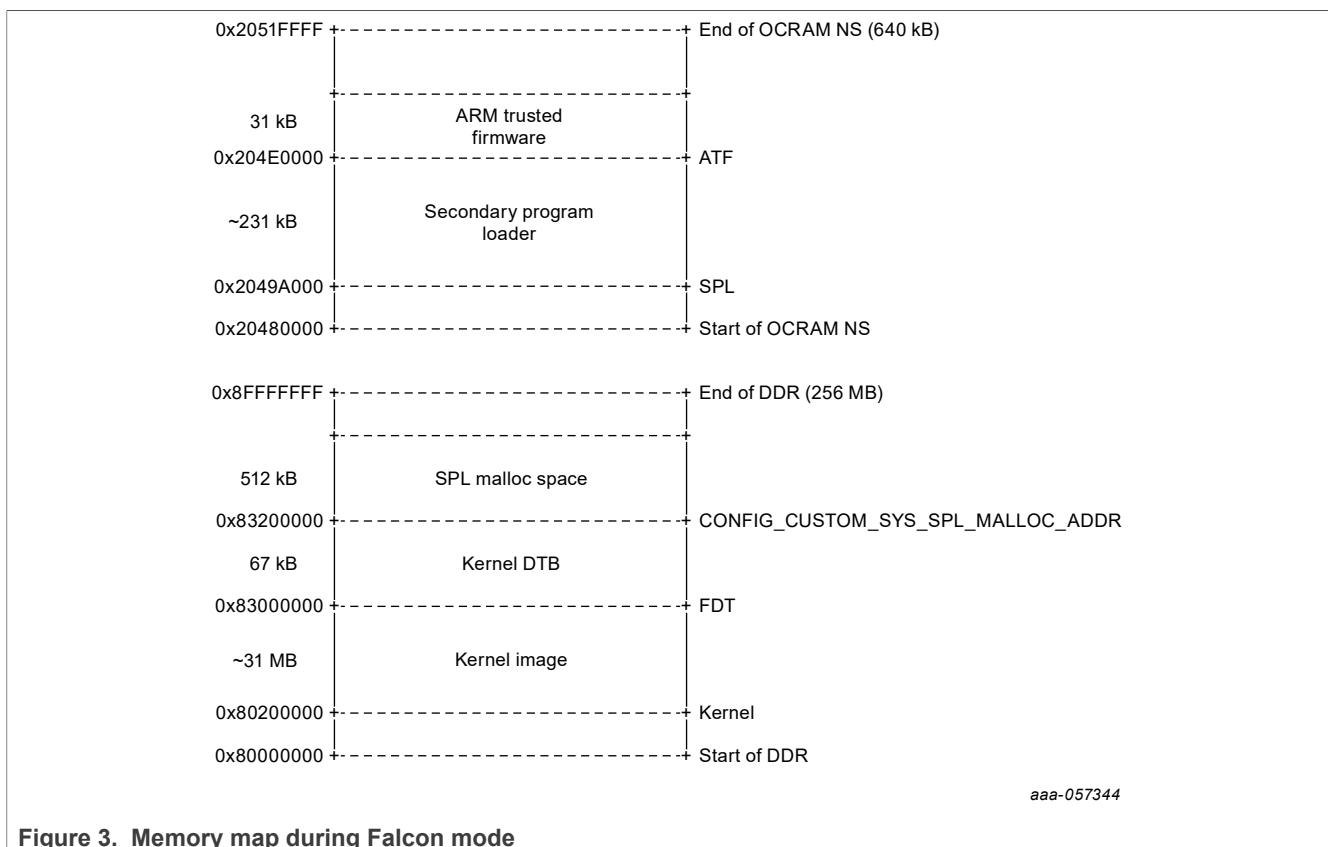 0x2051FFFF End of OCRAM NS (640 kB)
31 kB ARM trusted
firmware
0x204E0000 ATF
~231 kB Secondary program
loader
0x2049A000 SPL
0x20480000 Start of OCRAM NS
0x8FFFFFFF End of DDR (256 MB)
512 kB SPL malloc space
0x83200000 CONFIG_CUSTOM_SYS_SPL_MALLOC_ADDR
67 kB Kernel DTB
0x83000000 FDT
~31 MB Kernel image
0x80200000 Kernel
0x80000000 Start of DDR
aaa-057344
Figure 3. Memory map during Falcon mode